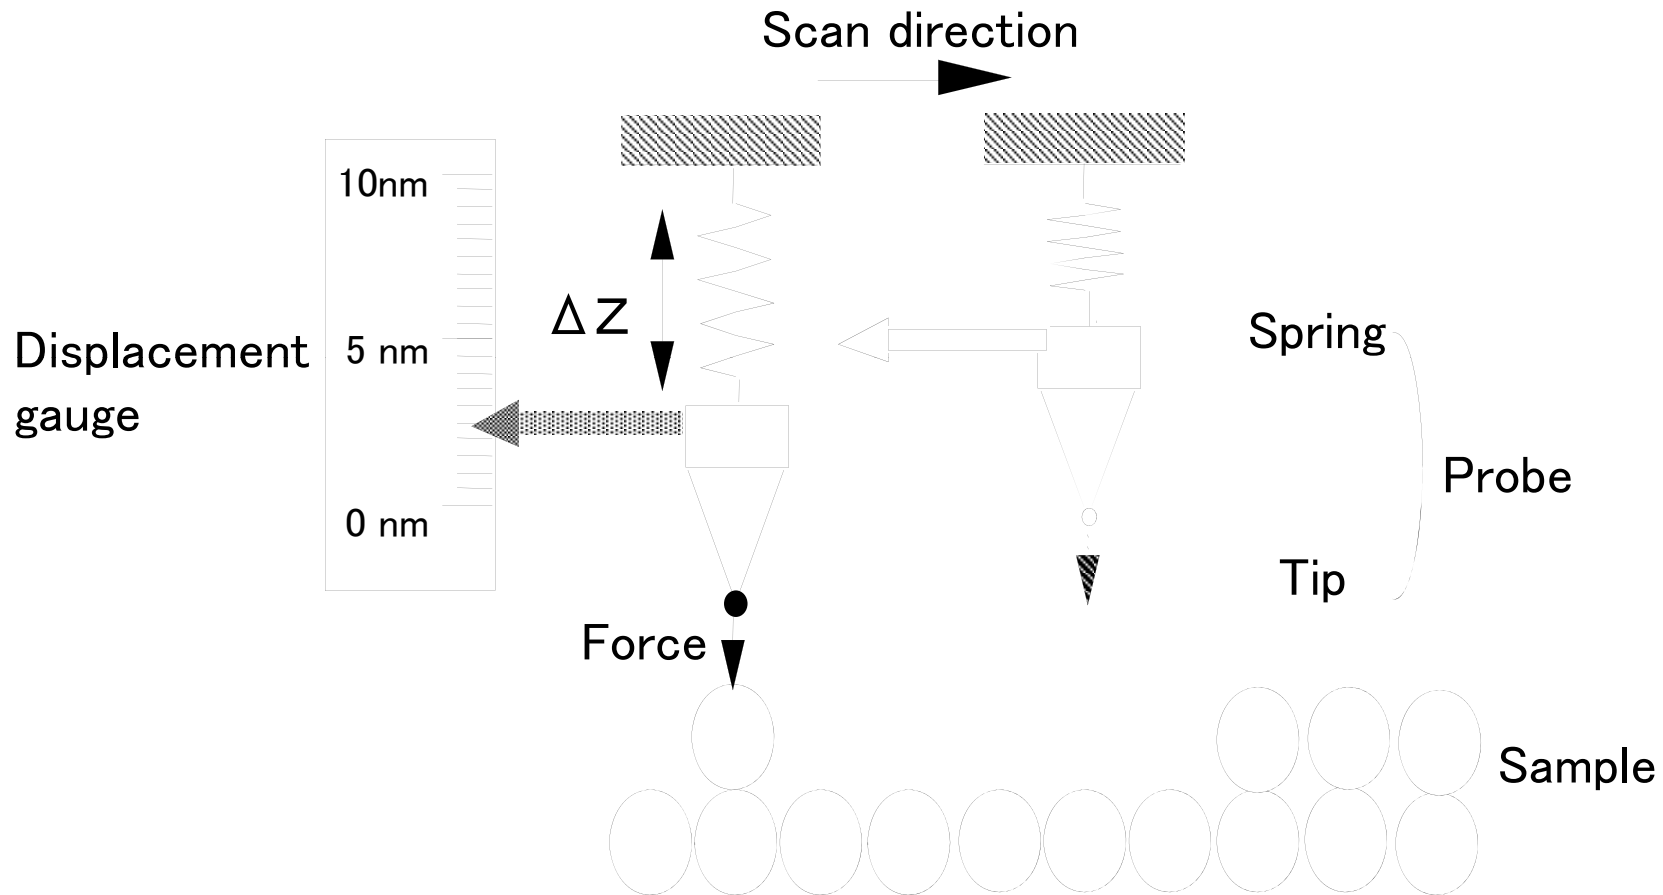 Scan direction
10nm
ΔZ
Displacement
gauge
5 nm
Spring
Probe
0 nm
Tip
Force
Sample